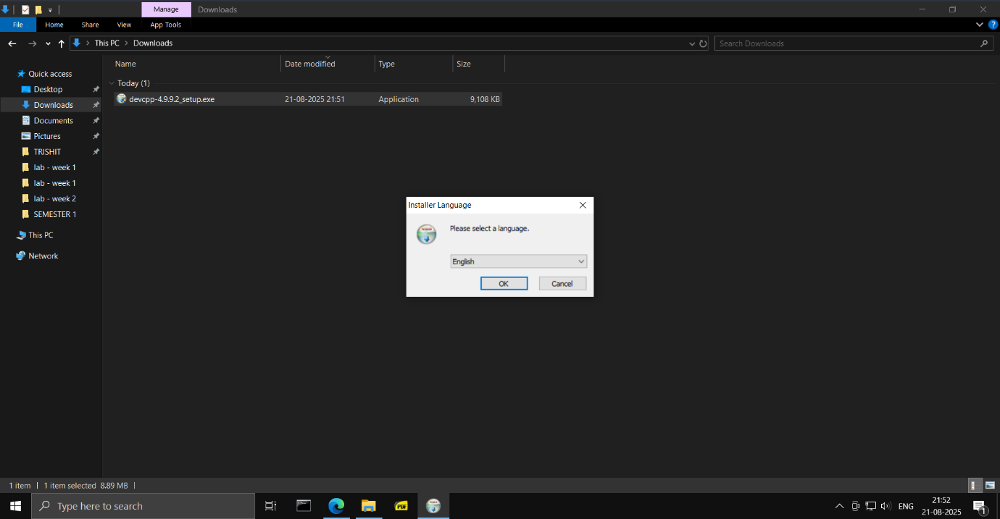 Manage Downloads
File Home Share View App Tools
This PC Downloads Search Downloads
Name Date modified Type Size
Quick access
Today (1)
Desktop
devcpp-4.9.9.2_setup.exe 21-08-2025 21:51 Application 9,108 KB
Downloads
Documents
Pictures
TRISHIT
lab - week 1
lab - week 1
lab - week 2
SEMESTER 1
This PC
Network
Installer Language
Please select a language.
English
OK Cancel
1 item 1 item selected 8.89 MB
Type here to search
PDF
ENG
21:52
21-08-2025
1